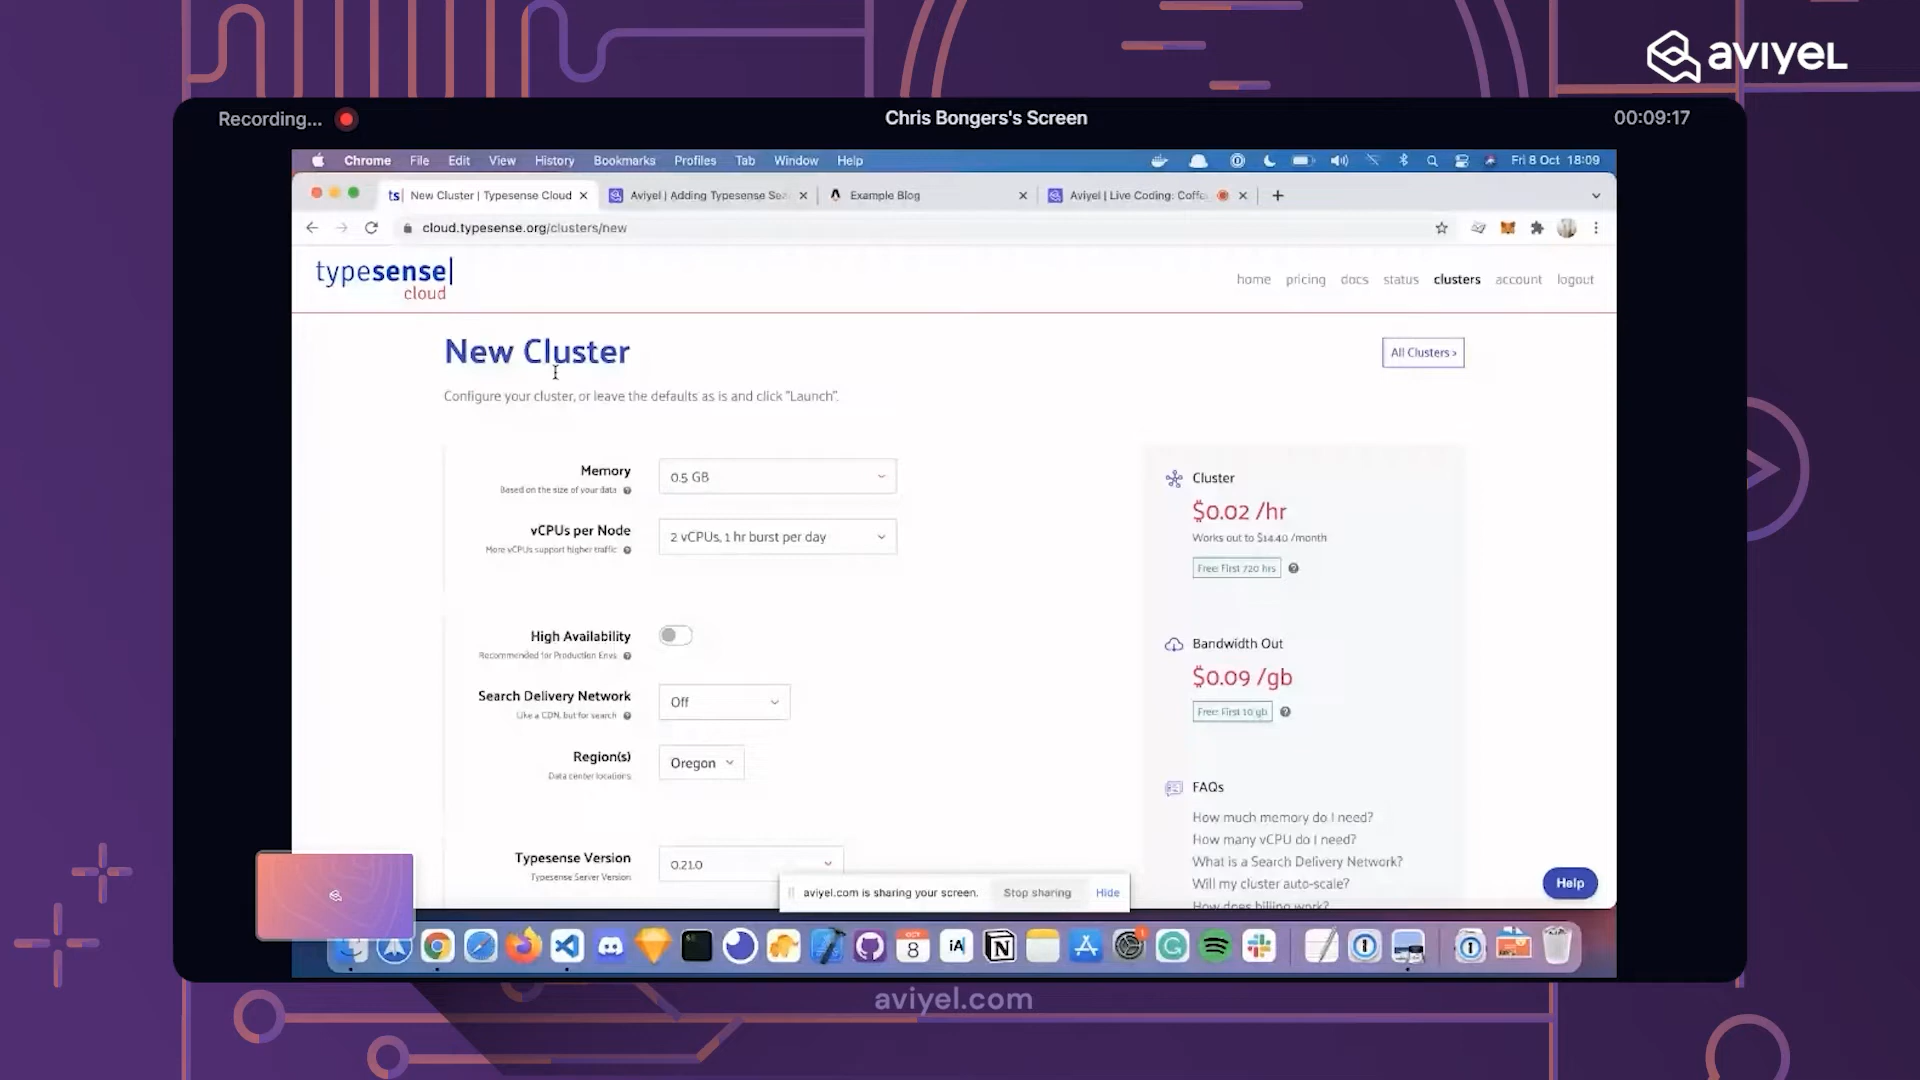 aviyel
Recording...
Chris Bongers's Screen
00:09:17
Chrome File Edit View History Bookmarks Profiles Tab Window Help
Fri 8 Oct 18:09
ts| New Cluster | Typesense Cloud
Aviyel | Adding Typesense Sea
Example Blog
Aviyel | Live Coding: Coffe
cloud.typesense.org/clusters/new
typesense|
cloud
home pricing docs status clusters account logout
New Cluster
All Clusters ›
Configure your cluster, or leave the defaults as is and click "Launch".
Memory
Based on the size of your data
0.5 GB
vCPUs per Node
More vCPUs support higher traffic
2 vCPUs, 1 hr burst per day
High Availability
Recommended for Production Envs
Search Delivery Network
Like a CDN, but for search
Off
Region(s)
Data center locations
Oregon
Typesense Version
Typesense Server Version
0.21.0
Cluster
$0.02 /hr
Works out to $14.40 /month
Free: First 720 hrs
Bandwidth Out
$0.09 /gb
Free: First 10 gb
FAQs
How much memory do I need?
How many vCPU do I need?
What is a Search Delivery Network?
Will my cluster auto-scale?
How does billing work?
Help
aviyel.com is sharing your screen.
Stop sharing
Hide
OCT
8
iA
aviyel.com